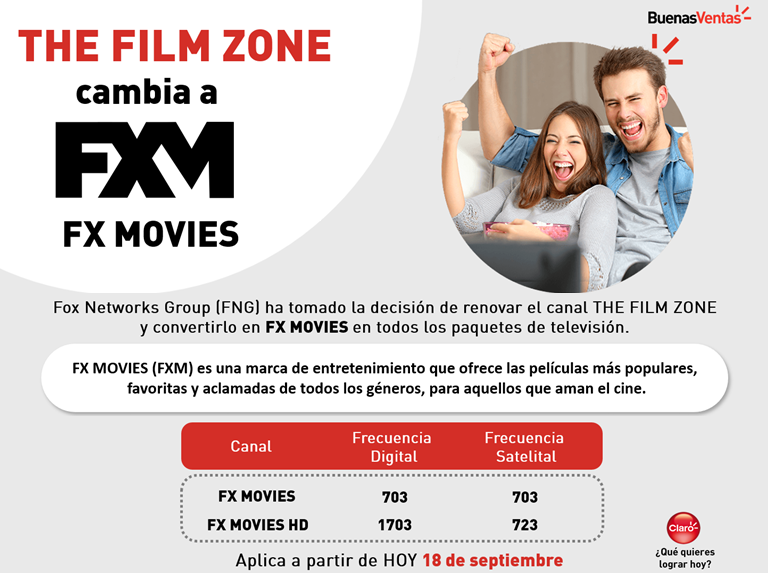 BuenasVentas
THE FILM ZONE
cambia a
FXM
FX MOVIES
Fox Networks Group (FNG) ha tomado la decisión de renovar el canal THE FILM ZONE
y convertirlo en FX MOVIES en todos los paquetes de televisión.
FX MOVIES (FXM) es una marca de entretenimiento que ofrece las películas más populares,
favoritas y aclamadas de todos los géneros, para aquellos que aman el cine.
Canal Frecuencia Digital Frecuencia Satelital
FX MOVIES 703 703
FX MOVIES HD 1703 723
Aplica a partir de HOY 18 de septiembre
Claro
¿Qué quieres
lograr hoy?